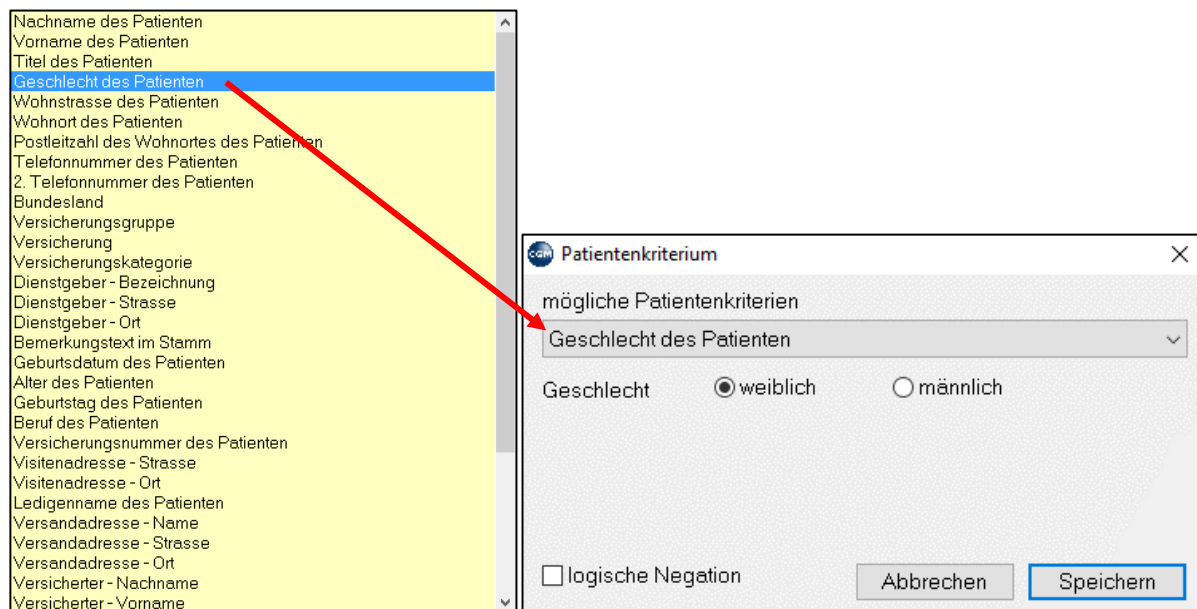 Nachname des Patienten
Vorname des Patienten
Titel des Patienten
Geschlecht des Patienten
Wohnstrasse des Patienten
Wohnort des Patienten
Postleitzahl des Wohnortes des Patienten
Telefonnummer des Patienten
2. Telefonnummer des Patienten
Bundesland
Versicherungsgruppe
Versicherung
Versicherungskategorie
Dienstgeber - Bezeichnung
Dienstgeber - Strasse
Dienstgeber - Ort
Bemerkungstext im Stamm
Geburtsdatum des Patienten
Alter des Patienten
Geburtstag des Patienten
Beruf des Patienten
Versicherungsnummer des Patienten
Visitenadresse - Strasse
Visitenadresse - Ort
Ledigenname des Patienten
Versandadresse - Name
Versandadresse - Strasse
Versandadresse - Ort
Versicherter - Nachname
Versicherter - Vorname
CGM Patientenkriterium
mögliche Patientenkriterien
Geschlecht des Patienten
Geschlecht weiblich männlich
logische Negation Abbrechen Speichern